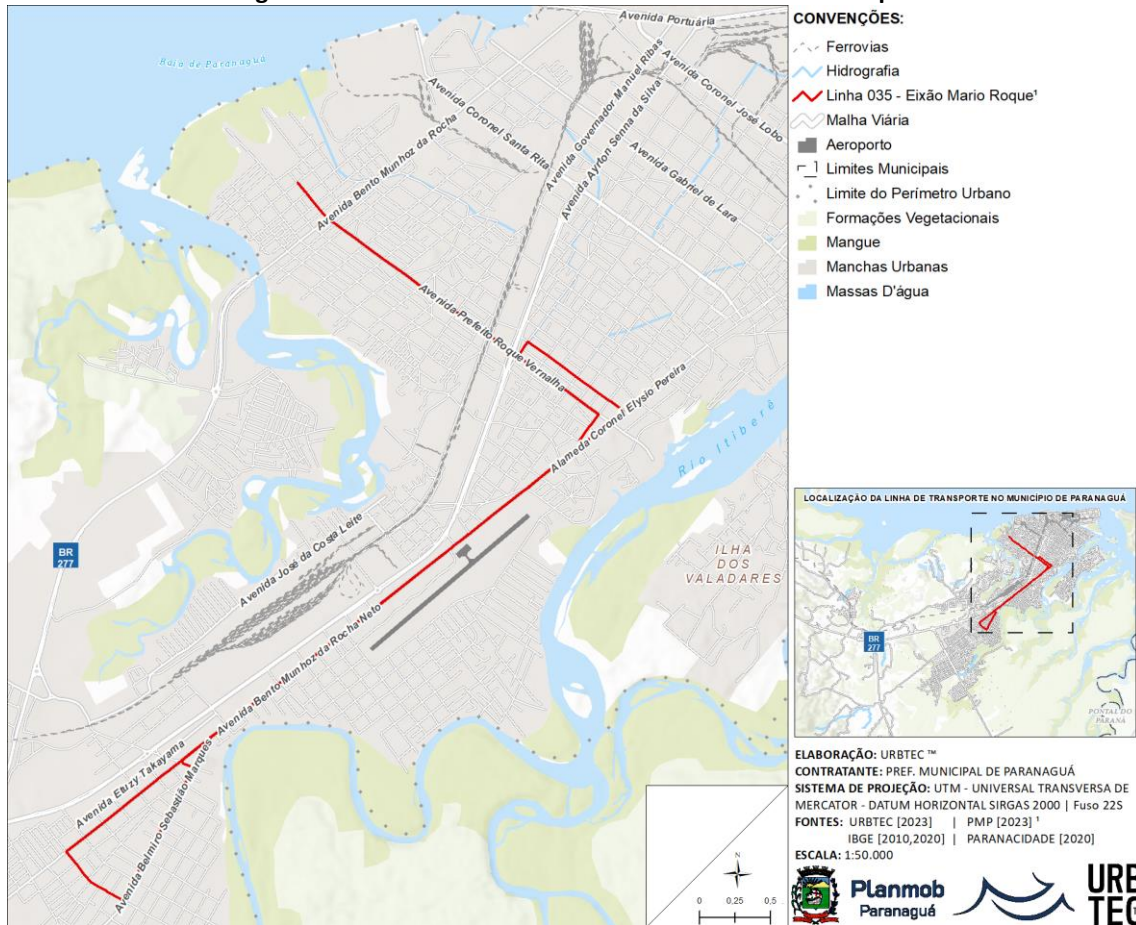 Avenida Portuária
Baía de Paranaguá
Avenida Coronel José Lobo
Avenida Governador Manuel Ribas
Avenida Ayrton Senna da Silva
Avenida Coronel Santa Rita
Avenida Bento Munhoz da Rocha
Avenida Gabriel de Lara
Avenida Prefeito Roque Vernalha
Alameda Coronel Elysio Pereira
Rio Itiberê
Avenida José da Costa Leite
BR
277
ILHA
DOS
VALADARES
Avenida Bento Munhoz da Rocha Neto
Avenida Etuzy Takayama
Avenida Belmiro Sebastião Marques
N
0 0,25 0,5
CONVENÇÕES:
Ferrovias
Hidrografia
Linha 035 - Eixão Mario Roque¹
Malha Viária
Aeroporto
Limites Municipais
Limite do Perímetro Urbano
Formações Vegetacionais
Mangue
Manchas Urbanas
Massas D'água
LOCALIZAÇÃO DA LINHA DE TRANSPORTE NO MUNICÍPIO DE PARANAGUÁ
BR
277
PONTAL DO
PARANÁ
ELABORAÇÃO: URBTEC ™
CONTRATANTE: PREF. MUNICIPAL DE PARANAGUÁ
SISTEMA DE PROJEÇÃO: UTM - UNIVERSAL TRANSVERSA DE
MERCATOR - DATUM HORIZONTAL SIRGAS 2000 | Fuso 22S
FONTES: URBTEC [2023] | PMP [2023] ¹
IBGE [2010,2020] | PARANACIDADE [2020]
ESCALA: 1:50.000
Planmob
Paranaguá
URB
TEC